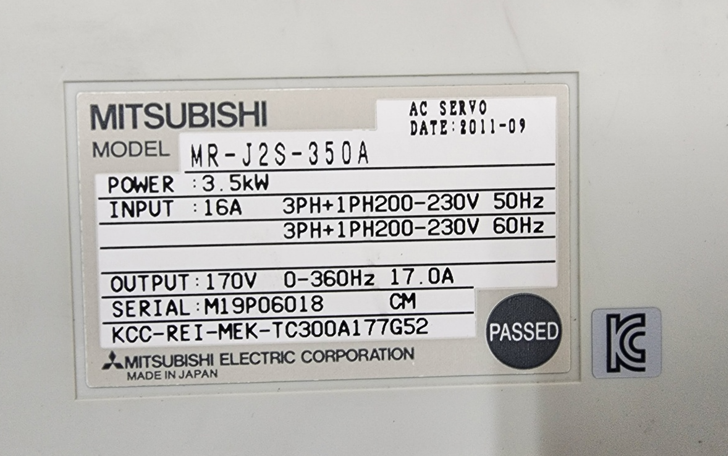 MITSUBISHI
AC SERVO
DATE:2011-09
MODEL MR-J2S-350A
POWER :3.5kW
INPUT :16A 3PH+1PH200-230V 50Hz
3PH+1PH200-230V 60Hz
OUTPUT:170V 0-360Hz 17.0A
SERIAL:M19P06018 CM
KCC-REI-MEK-TC300A177G52
PASSED
MITSUBISHI ELECTRIC CORPORATION
MADE IN JAPAN
KC